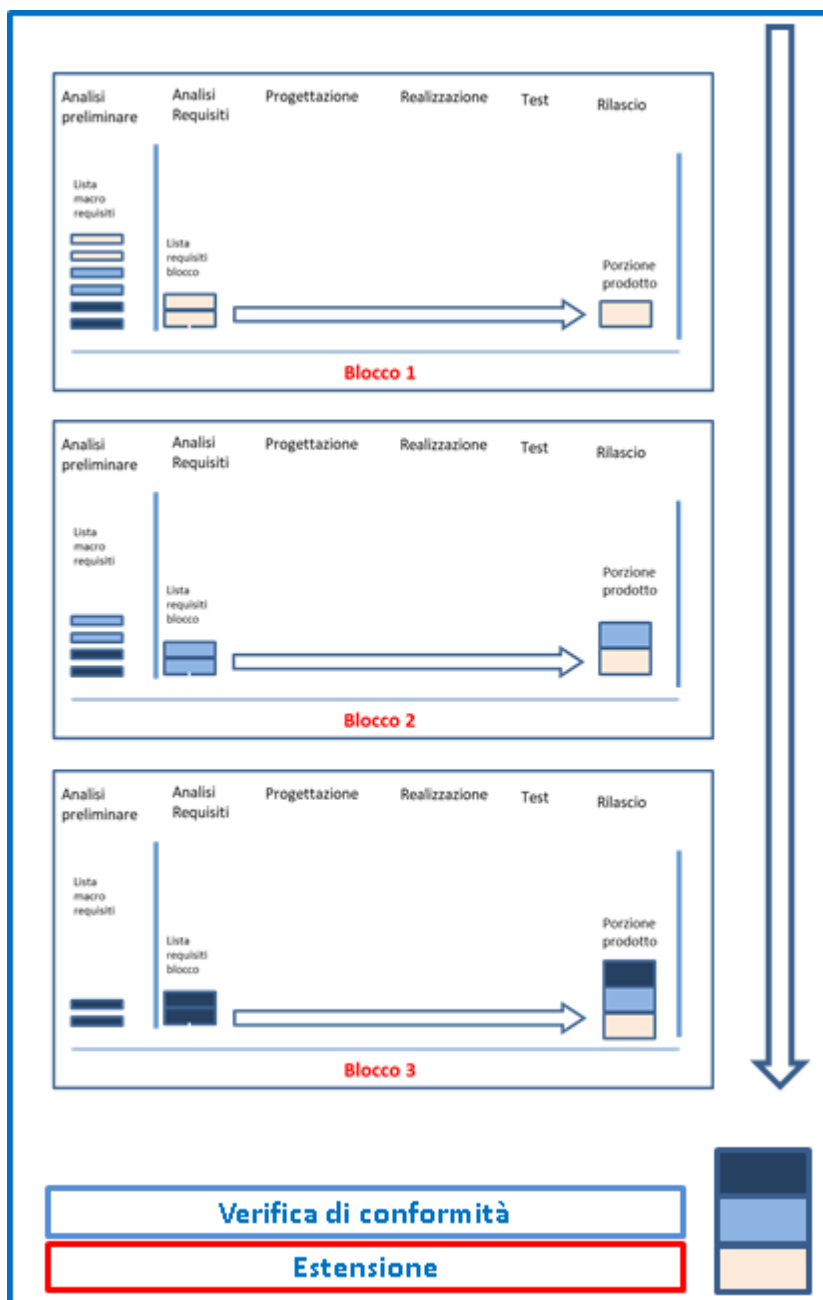 Analisi
preliminare
Analisi
Requisiti
Progettazione
Realizzazione
Test
Rilascio
Lista
macro
requisiti
Lista
requisiti
blocco
Porzione
prodotto
Blocco 1
Analisi
preliminare
Analisi
Requisiti
Progettazione
Realizzazione
Test
Rilascio
Lista
macro
requisiti
Lista
requisiti
blocco
Porzione
prodotto
Blocco 2
Analisi
preliminare
Analisi
Requisiti
Progettazione
Realizzazione
Test
Rilascio
Lista
macro
requisiti
Lista
requisiti
blocco
Porzione
prodotto
Blocco 3
Verifica di conformità
Estensione